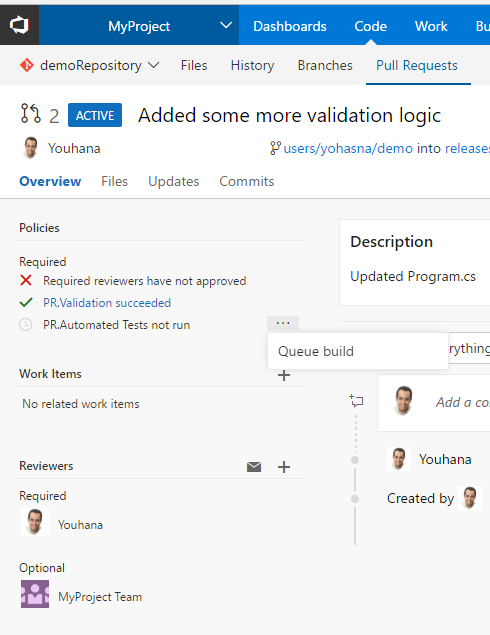 MyProject Dashboards Code Work
demoRepository Files History Branches Pull Requests
2 ACTIVE Added some more validation logic
Youhana users/yohasna/demo into releases
Overview Files Updates Commits
Policies
Required
Required reviewers have not approved
PR.Validation succeeded
PR.Automated Tests not run ...
Queue build
Work Items
No related work items
Reviewers
Required
Youhana
Optional
MyProject Team
Description
Updated Program.cs
rything
Add a co
Youhana
Created by